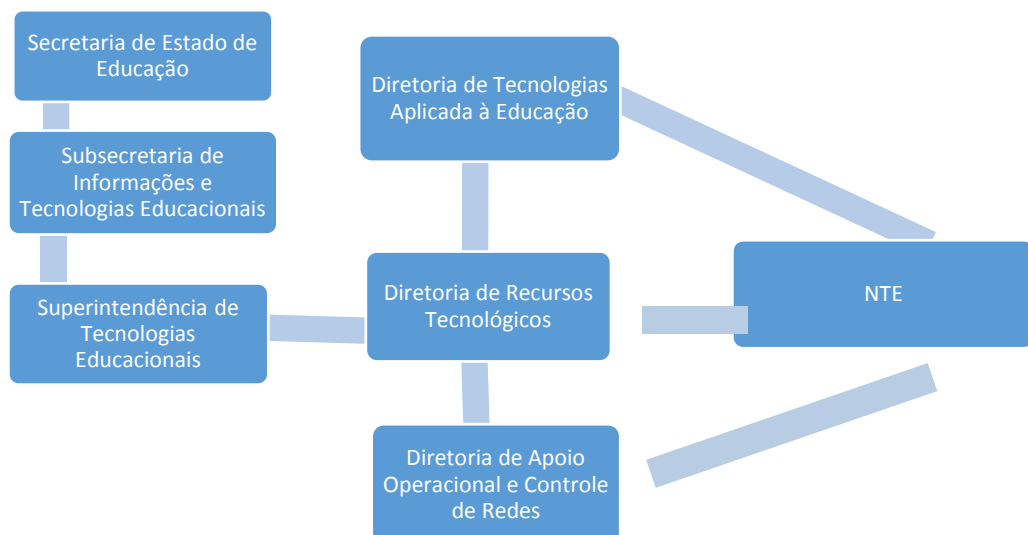 Secretaria de Estado de
Educação
Subsecretaria de
Informações e
Tecnologias Educacionais
Superintendência de
Tecnologias
Educacionais
Diretoria de Tecnologias
Aplicada à Educação
Diretoria de Recursos
Tecnológicos
Diretoria de Apoio
Operacional e Controle
de Redes
NTE